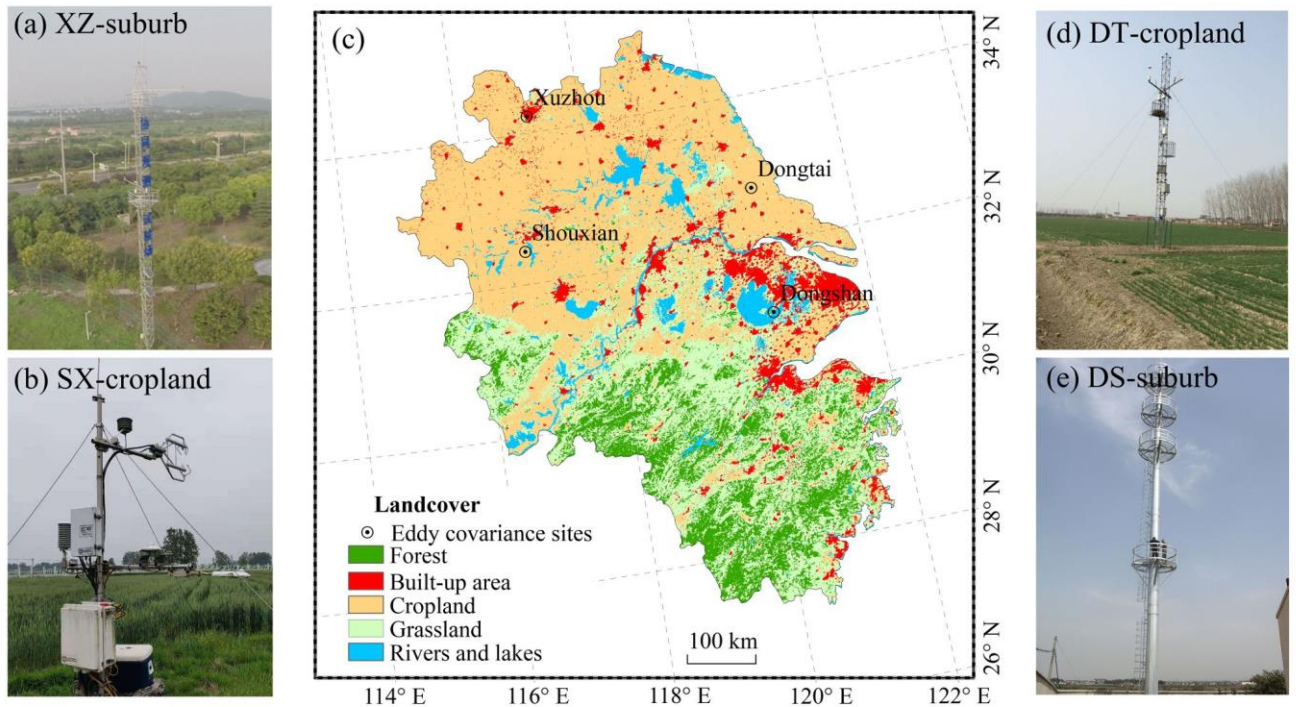 (a) XZ-suburb
(b) SX-cropland
(c)
Xuzhou
Dongtai
Shouxian
Dongshan
Landcover
Eddy covariance sites
Forest
Built-up area
Cropland
Grassland
Rivers and lakes
100 km
114° E
116° E
118° E
120° E
34° N
32° N
30° N
28° N
26° N
(d) DT-cropland
(e) DS-suburb